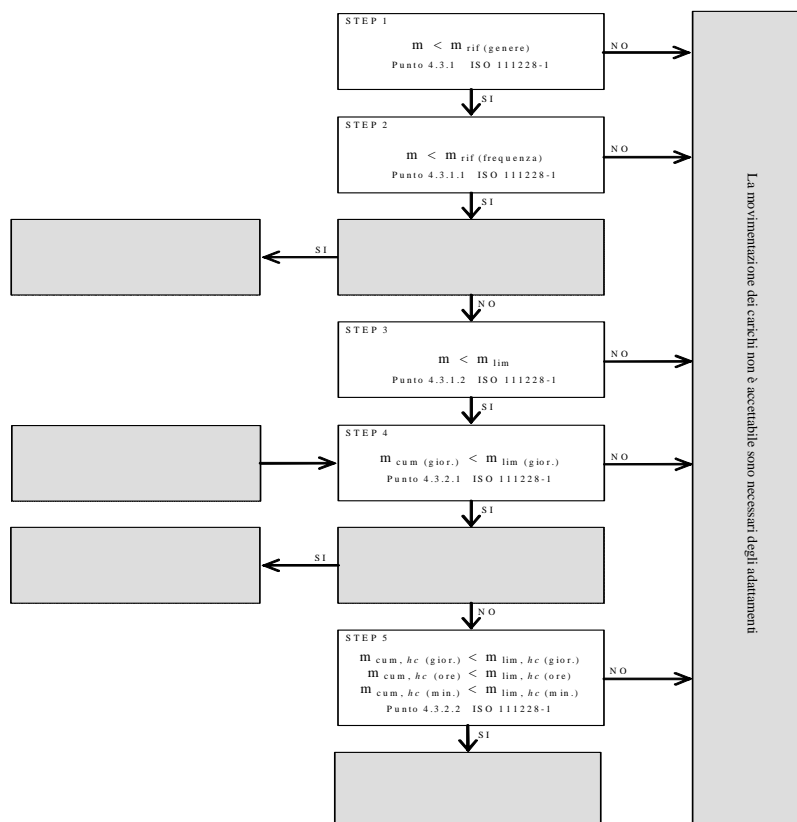 STEP 1
m < m rif (genere)
Punto 4.3.1 ISO 111228-1
NO
SI
STEP 2
m < m rif (frequenza)
Punto 4.3.1.1 ISO 111228-1
NO
SI
SI
NO
STEP 3
m < m lim
Punto 4.3.1.2 ISO 111228-1
NO
SI
STEP 4
m cum (gior.) < m lim (gior.)
Punto 4.3.2.1 ISO 111228-1
NO
SI
SI
NO
STEP 5
m cum, hc (gior.) < m lim, hc (gior.)
m cum, hc (ore) < m lim, hc (ore)
m cum, hc (min.) < m lim, hc (min.)
Punto 4.3.2.2 ISO 111228-1
NO
SI
La movimentazione dei carichi non è accettabile sono necessari degli adattamenti